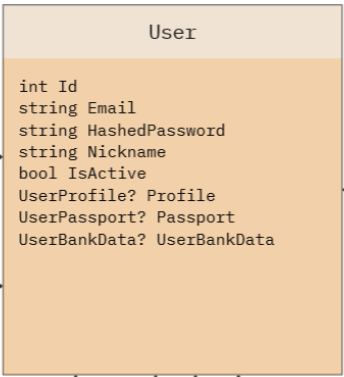 User
int Id
string Email
string HashedPassword
string Nickname
bool IsActive
UserProfile? Profile
UserPassport? Passport
UserBankData? UserBankData